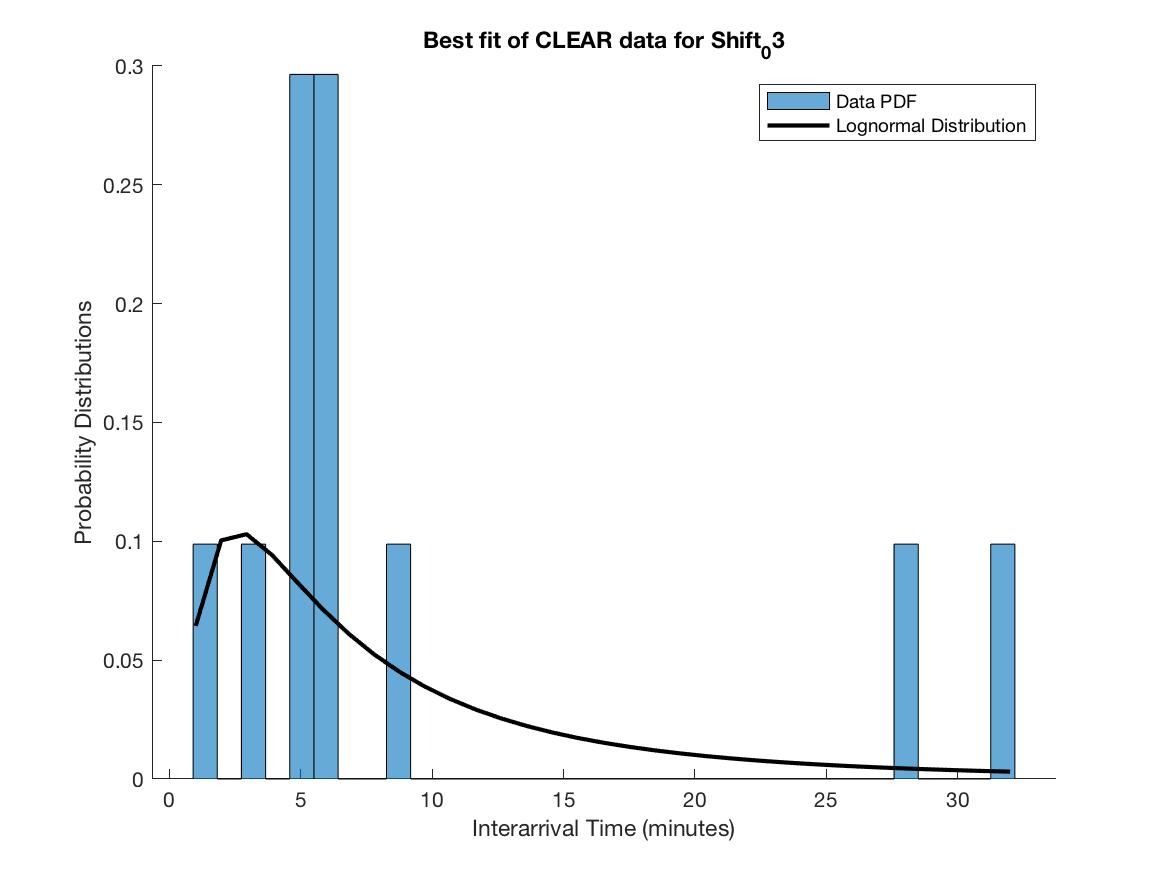 Best fit of CLEAR data for Shift₀3
0.3
0.25
0.2
0.15
0.1
0.05
0
Probability Distributions
Data PDF
Lognormal Distribution
0 5 10 15 20 25 30
Interarrival Time (minutes)